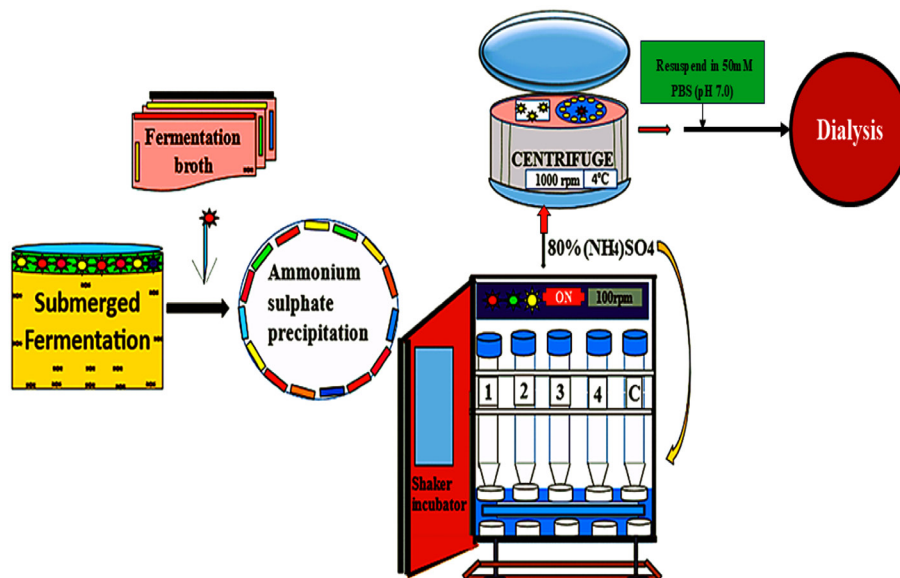 Fermentation
broth
Submerged
Fermentation
Ammonium
sulphate
precipitation
Resuspend in 50mM
PBS (pH 7.0)
Dialysis
CENTRIFUGE
1000 rpm 4°C
80%(NH4)SO4
ON 100rpm
1 2 3 4 C
Shaker
incubator